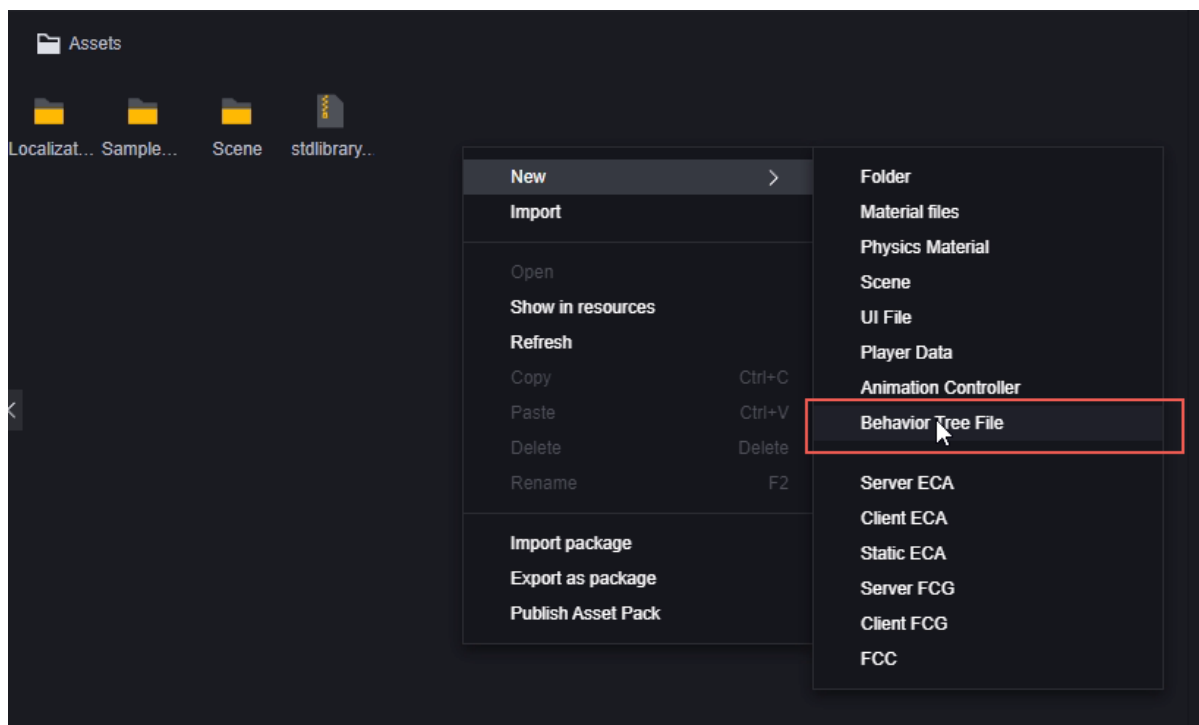 Assets
Localizat... Sample... Scene stdlibrary...
New
Import
Open
Show in resources
Refresh
Copy Ctrl+C
Paste Ctrl+V
Delete Delete
Rename F2
Import package
Export as package
Publish Asset Pack
Folder
Material files
Physics Material
Scene
UI File
Player Data
Animation Controller
Behavior Tree File
Server ECA
Client ECA
Static ECA
Server FCG
Client FCG
FCC